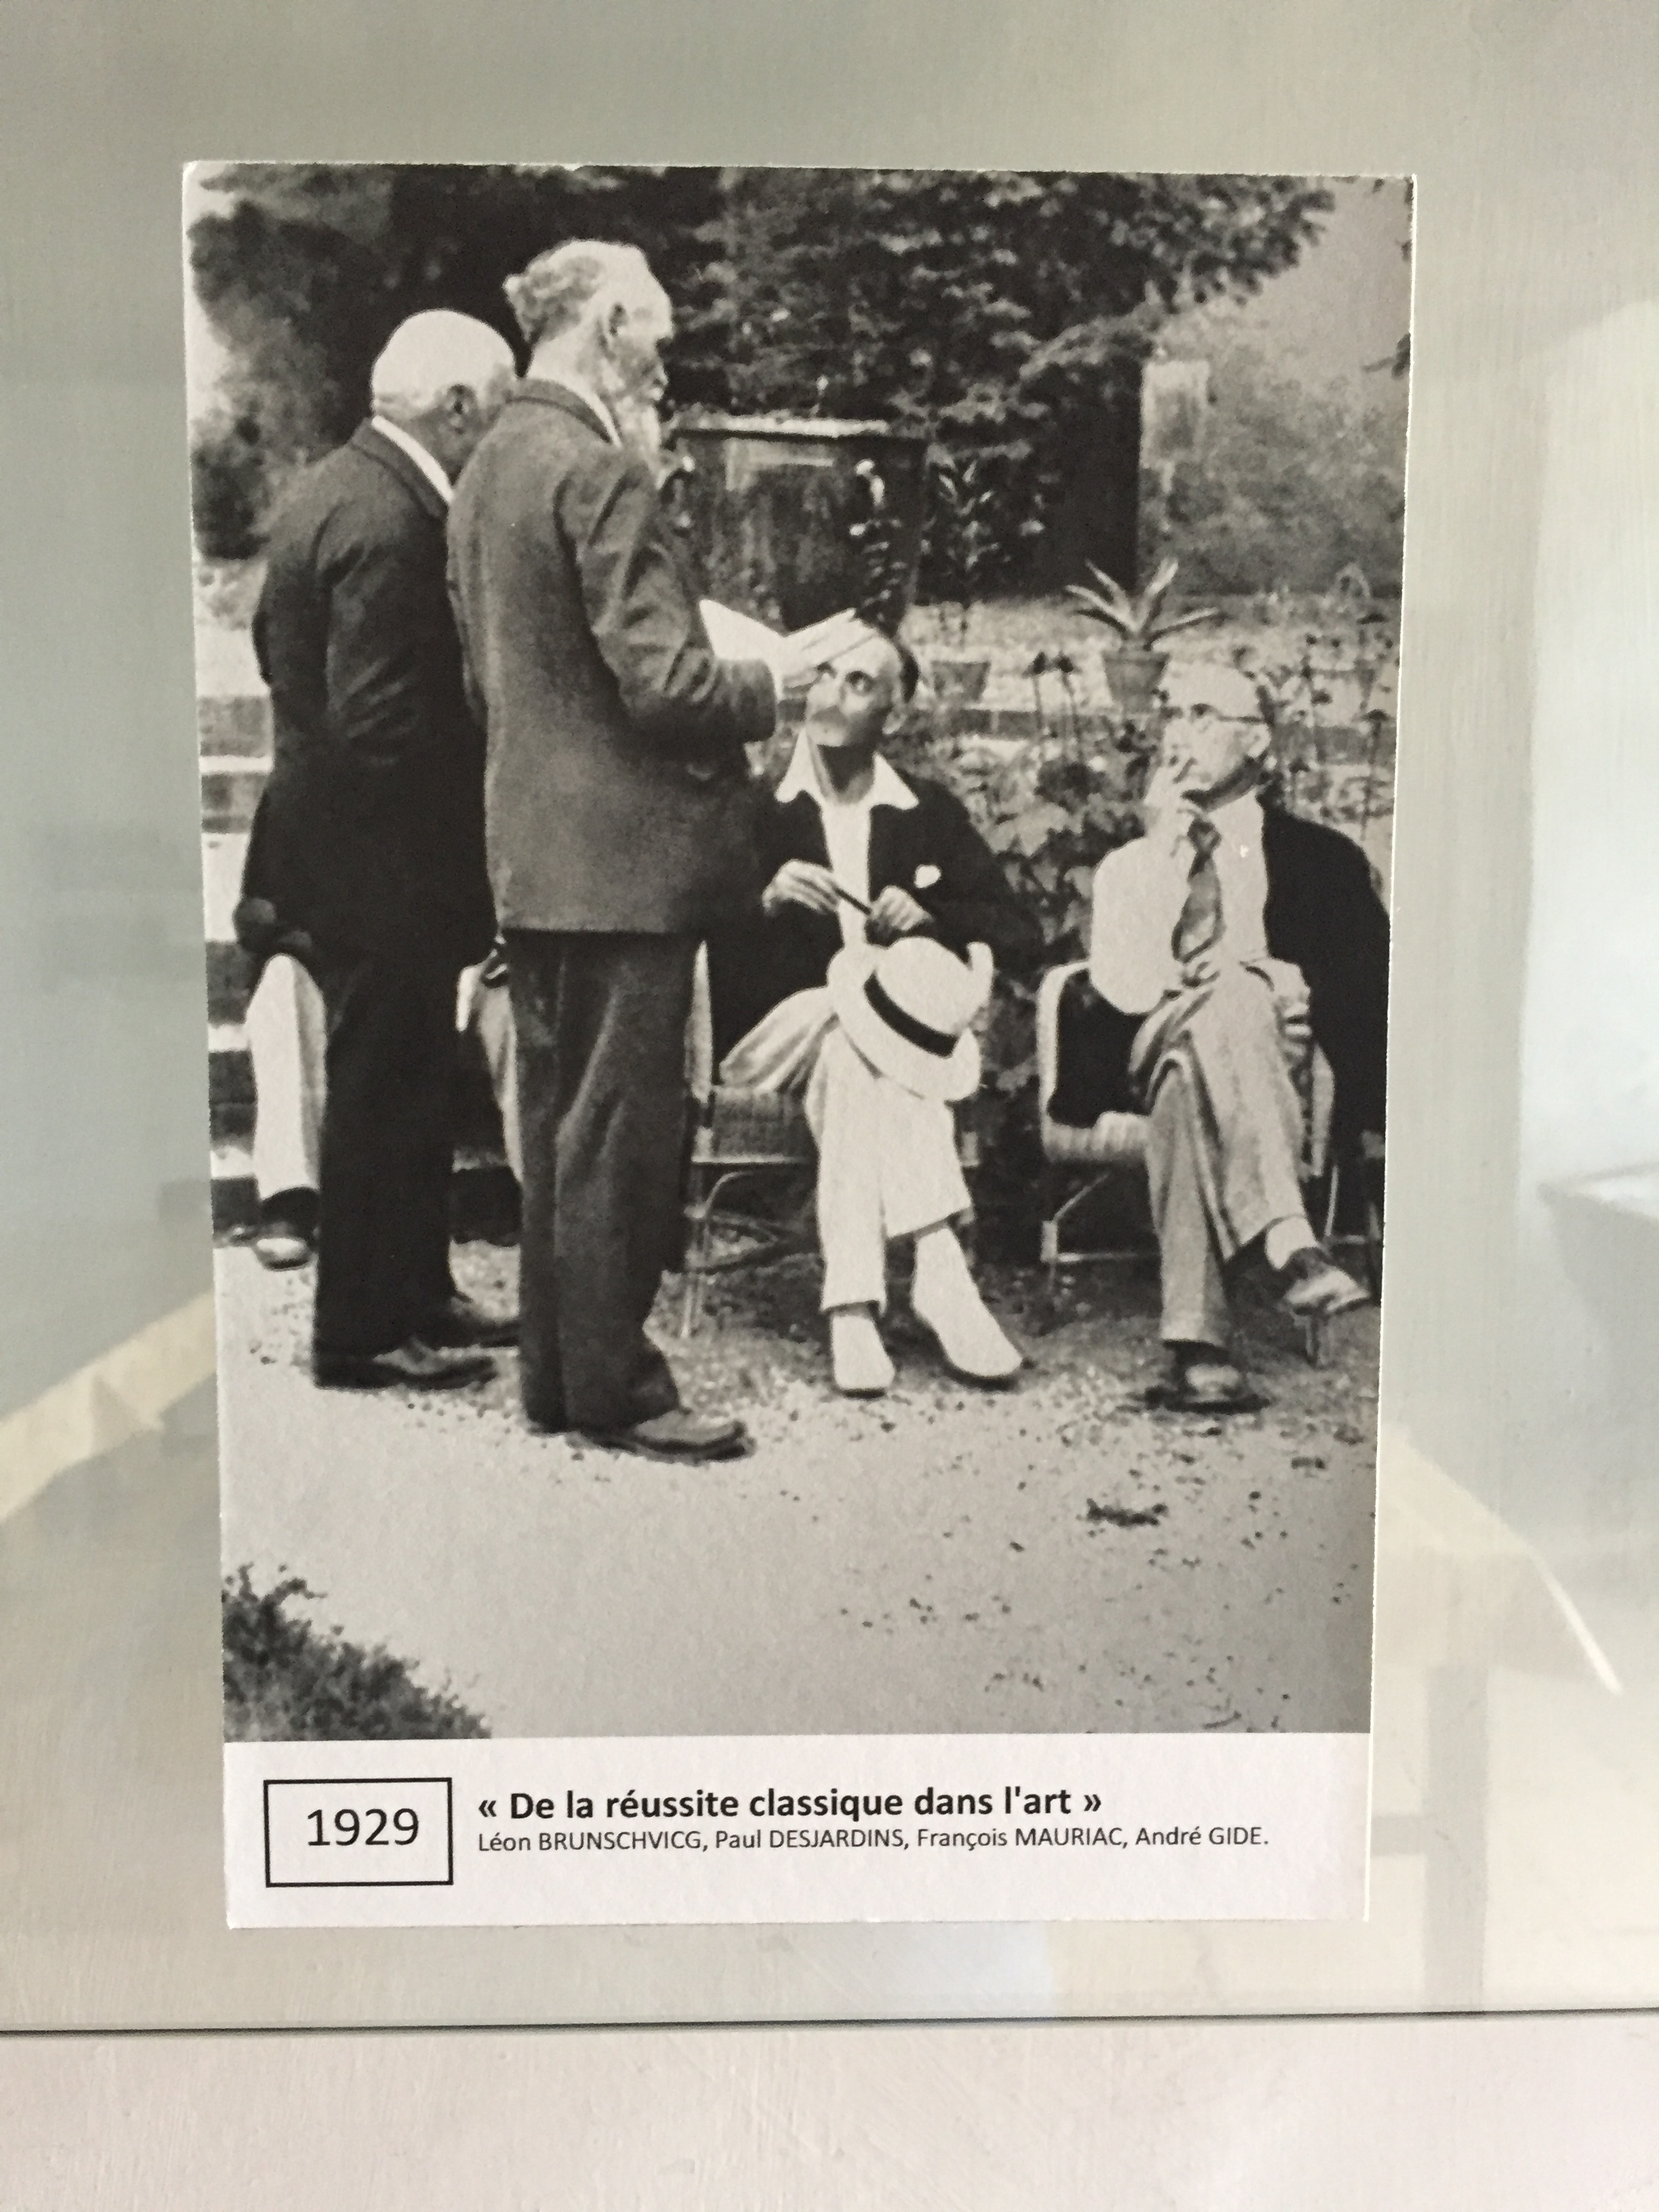 1929
« De la réussite classique dans l'art »
Léon BRUNSCHVICG, Paul DESJARDINS, François MAURIAC, André GIDE.